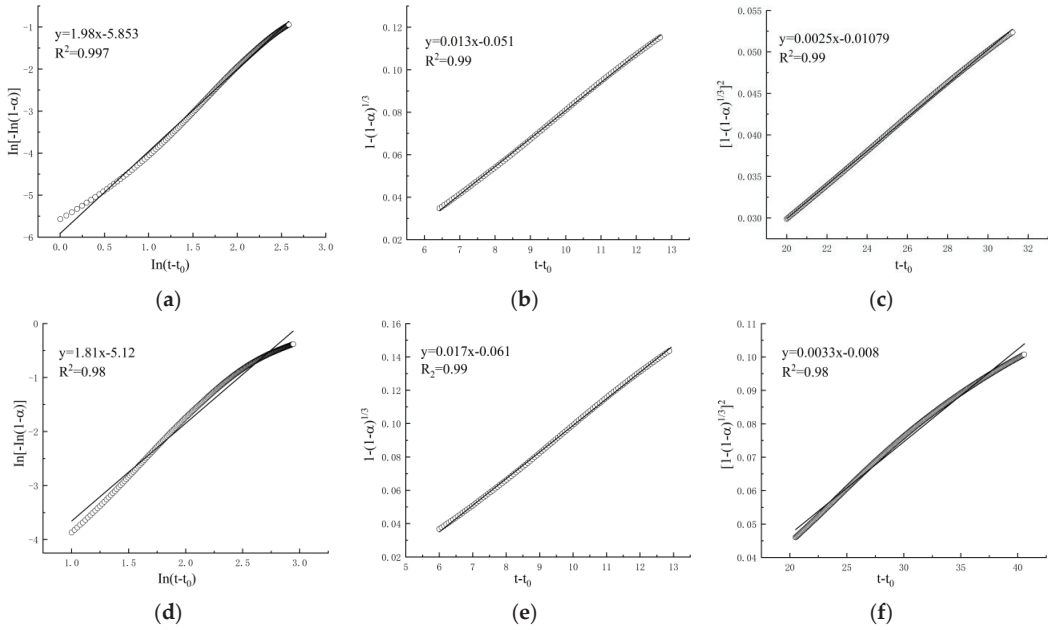 y=1.98x-5.853
R²=0.997
In[-In(1-α)]
-1
-2
-3
-4
-5
-6
0.0 0.5 1.0 1.5 2.0 2.5 3.0
In(t-t₀)
(a)
y=0.013x-0.051
R²=0.99
1-(1-α)^1/3
0.12
0.10
0.08
0.06
0.04
0.02
6 7 8 9 10 11 12 13
t-t₀
(b)
y=0.0025x-0.01079
R²=0.99
[1-(1-α)^1/3]²
0.055
0.050
0.045
0.040
0.035
0.030
20 22 24 26 28 30 32
t-t₀
(c)
y=1.81x-5.12
R²=0.98
In[-In(1-α)]
0
-1
-2
-3
-4
1.0 1.5 2.0 2.5 3.0
In(t-t₀)
(d)
y=0.017x-0.061
R₂=0.99
1-(1-α)^1/3
0.16
0.14
0.12
0.10
0.08
0.06
0.04
0.02
5 6 7 8 9 10 11 12 13
t-t₀
(e)
y=0.0033x-0.008
R²=0.98
[1-(1-α)^1/3]²
0.11
0.10
0.09
0.08
0.07
0.06
0.05
0.04
20 25 30 35 40
t-t₀
(f)